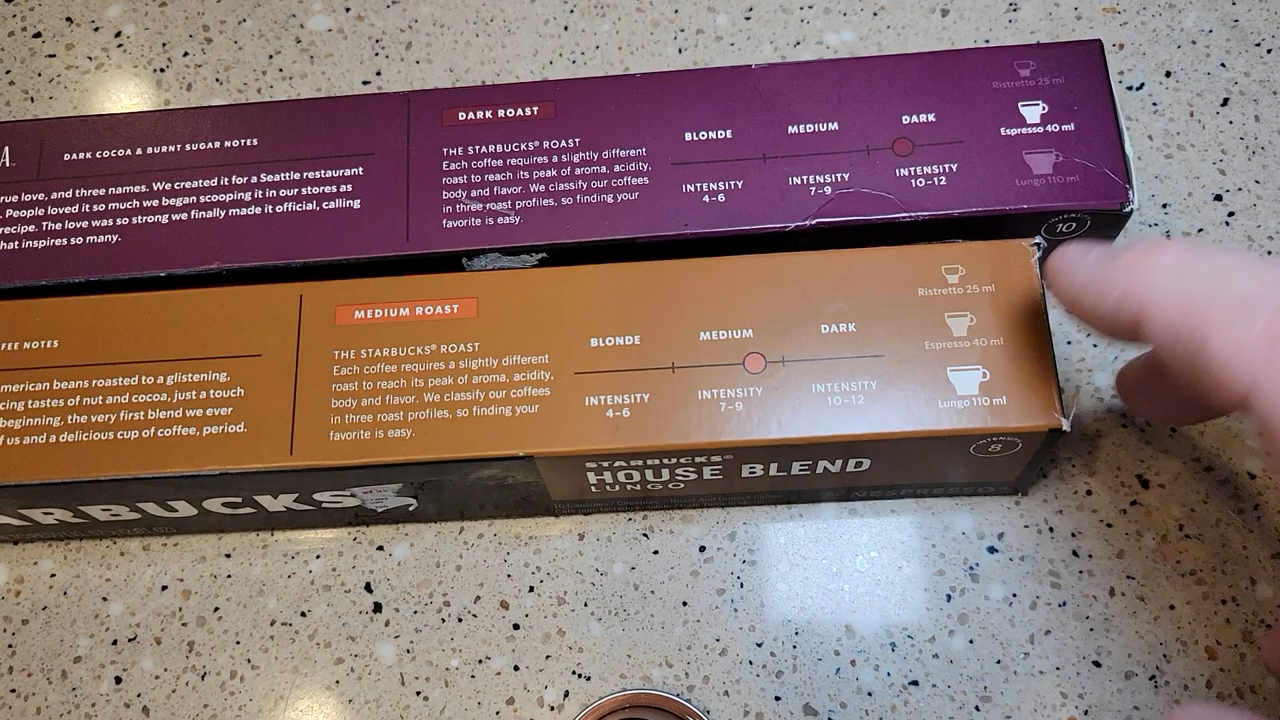 A
DARK COCOA & BURNT SUGAR NOTES
rue love, and three names. We created it for a Seattle restaurant
. People loved it so much we began scooping it in our stores as
recipe. The love was so strong we finally made it official, calling
hat inspires so many.
DARK ROAST
THE STARBUCKS® ROAST
Each coffee requires a slightly different
roast to reach its peak of aroma, acidity,
body and flavor. We classify our coffees
in three roast profiles, so finding your
favorite is easy.
BLONDE MEDIUM DARK
INTENSITY INTENSITY INTENSITY
4-6 7-9 10-12
Ristretto 25 ml
Espresso 40 ml
Lungo 110 ml
INTENSITY
10
FEE NOTES
merican beans roasted to a glistening,
cing tastes of nut and cocoa, just a touch
beginning, the very first blend we ever
f us and a delicious cup of coffee, period.
MEDIUM ROAST
THE STARBUCKS® ROAST
Each coffee requires a slightly different
roast to reach its peak of aroma, acidity,
body and flavor. We classify our coffees
in three roast profiles, so finding your
favorite is easy.
BLONDE MEDIUM DARK
INTENSITY INTENSITY INTENSITY
4-6 7-9 10-12
Ristretto 25 ml
Espresso 40 ml
Lungo 110 ml
INTENSITY
8
ARBUCKS
STARBUCKS®
HOUSE BLEND
LUNGO
NESPRESSO